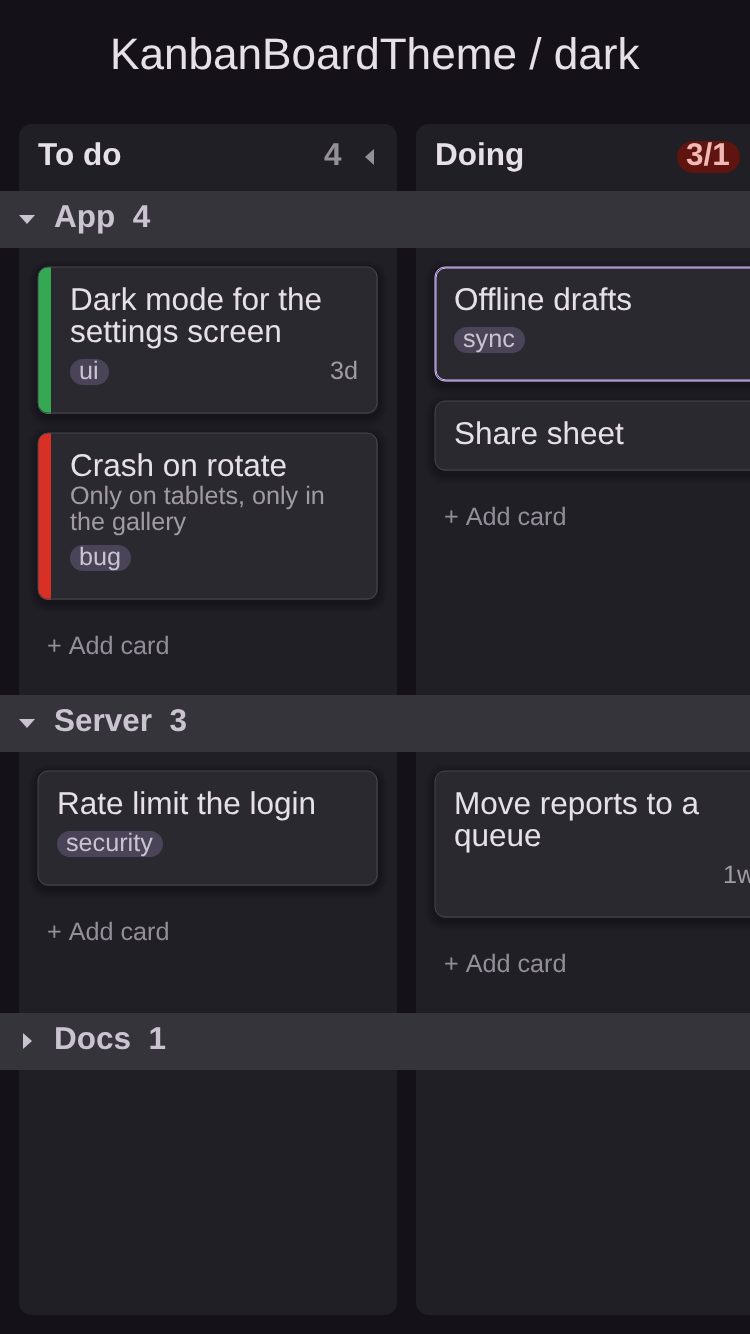 KanbanBoardTheme / dark
To do 4
Doing 3/1
App 4
Dark mode for the
settings screen
ui 3d
Crash on rotate
Only on tablets, only in
the gallery
bug
+ Add card
Offline drafts
sync
Share sheet
+ Add card
Server 3
Rate limit the login
security
+ Add card
Move reports to a
queue
1w
+ Add card
Docs 1